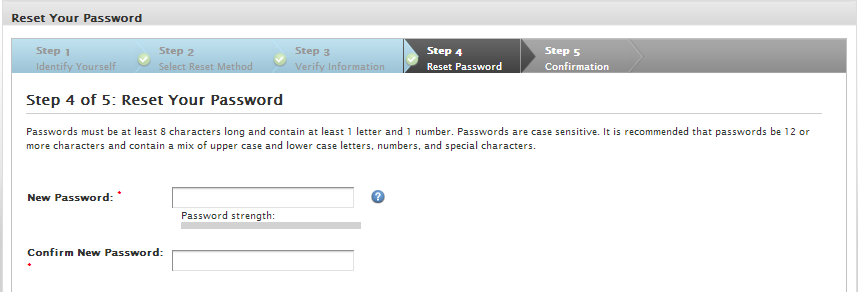 Reset Your Password
Step 1
Identify Yourself
Step 2
Select Reset Method
Step 3
Verify Information
Step 4
Reset Password
Step 5
Confirmation
Step 4 of 5: Reset Your Password
Passwords must be at least 8 characters long and contain at least 1 letter and 1 number. Passwords are case sensitive. It is recommended that passwords be 12 or
more characters and contain a mix of upper case and lower case letters, numbers, and special characters.
New Password: * ?
Password strength:
Confirm New Password:
*